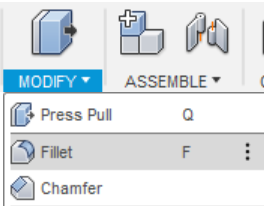 MODIFY ▼ ASSEMBLE ▼
Press Pull Q
Fillet F
Chamfer